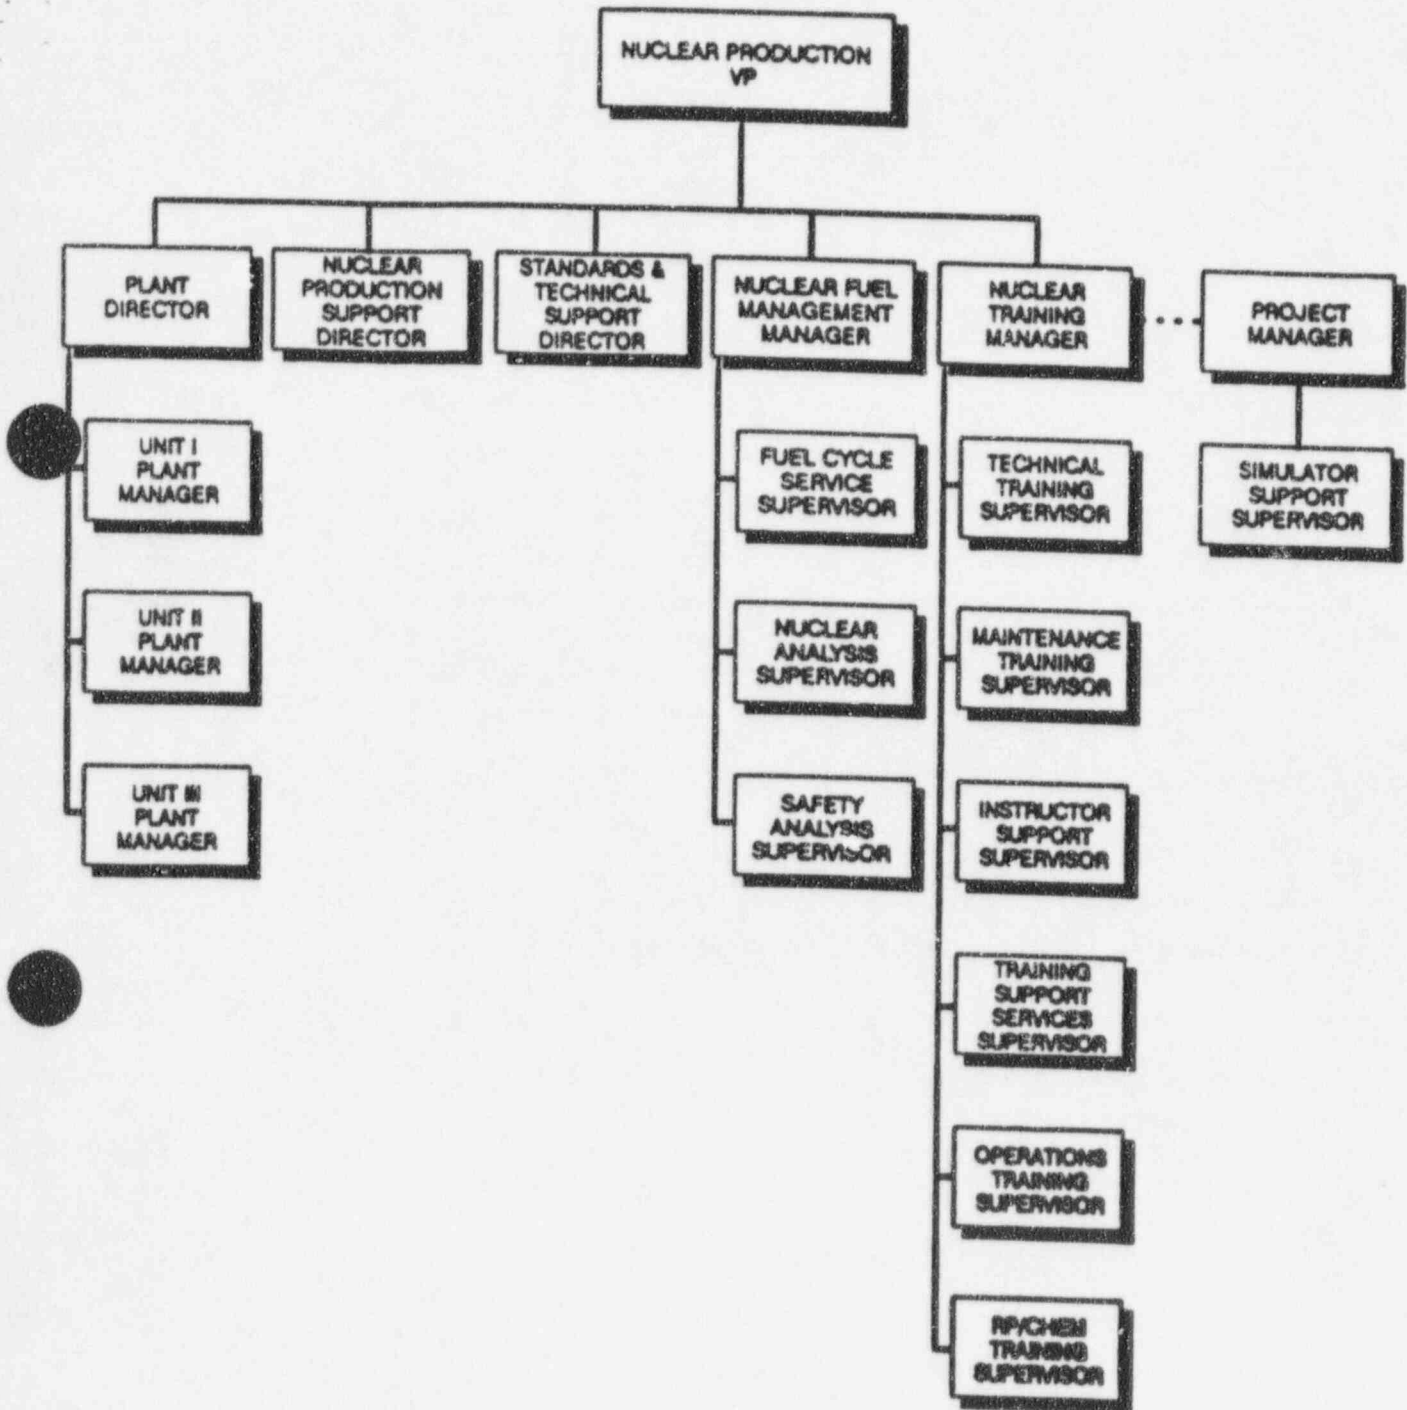 NUCLEAR PRODUCTION
VP
PLANT
DIRECTOR
NUCLEAR
PRODUCTION
SUPPORT
DIRECTOR
STANDARDS &
TECHNICAL
SUPPORT
DIRECTOR
NUCLEAR FUEL
MANAGEMENT
MANAGER
NUCLEAR
TRAINING
MANAGER
PROJECT
MANAGER
UNIT I
PLANT
MANAGER
UNIT II
PLANT
MANAGER
UNIT III
PLANT
MANAGER
FUEL CYCLE
SERVICE
SUPERVISOR
NUCLEAR
ANALYSIS
SUPERVISOR
SAFETY
ANALYSIS
SUPERVISOR
TECHNICAL
TRAINING
SUPERVISOR
MAINTENANCE
TRAINING
SUPERVISOR
INSTRUCTOR
SUPPORT
SUPERVISOR
TRAINING
SUPPORT
SERVICES
SUPERVISOR
OPERATIONS
TRAINING
SUPERVISOR
RP/CHEM
TRAINING
SUPERVISOR
SIMULATOR
SUPPORT
SUPERVISOR